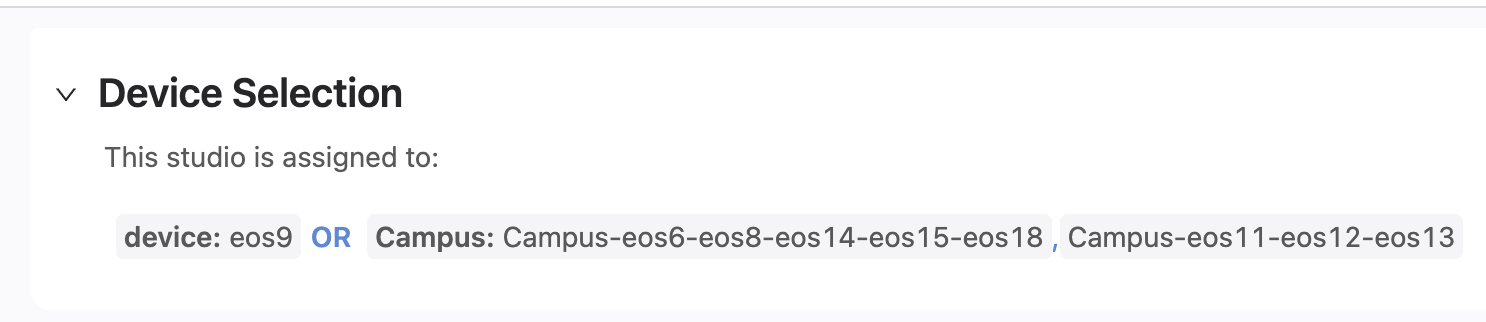 Device Selection
This studio is assigned to:
device: eos9 OR Campus: Campus-eos6-eos8-eos14-eos15-eos18 , Campus-eos11-eos12-eos13